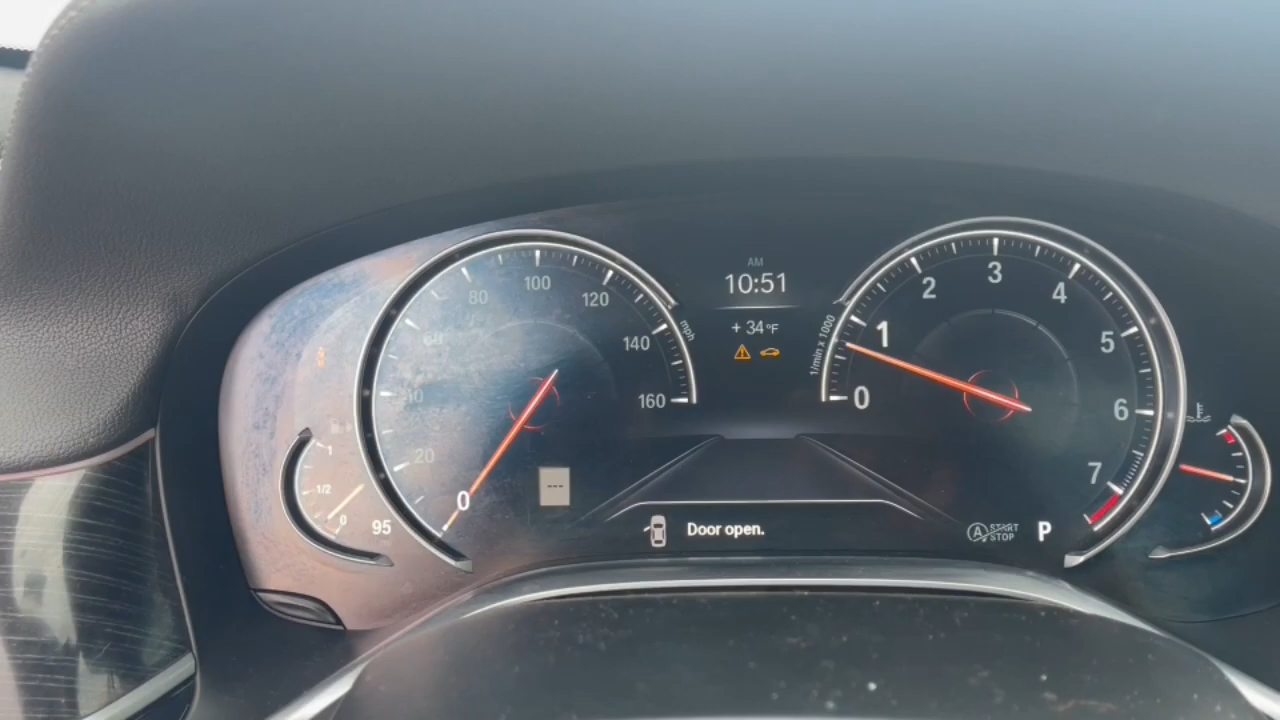 AM
10:51
+ 34 °F
80
100
120
140
160
mph
20
0
1
1/2
0
95
---
1/min x 1000
0
1
2
3
4
5
6
7
Door open.
A START
STOP
P